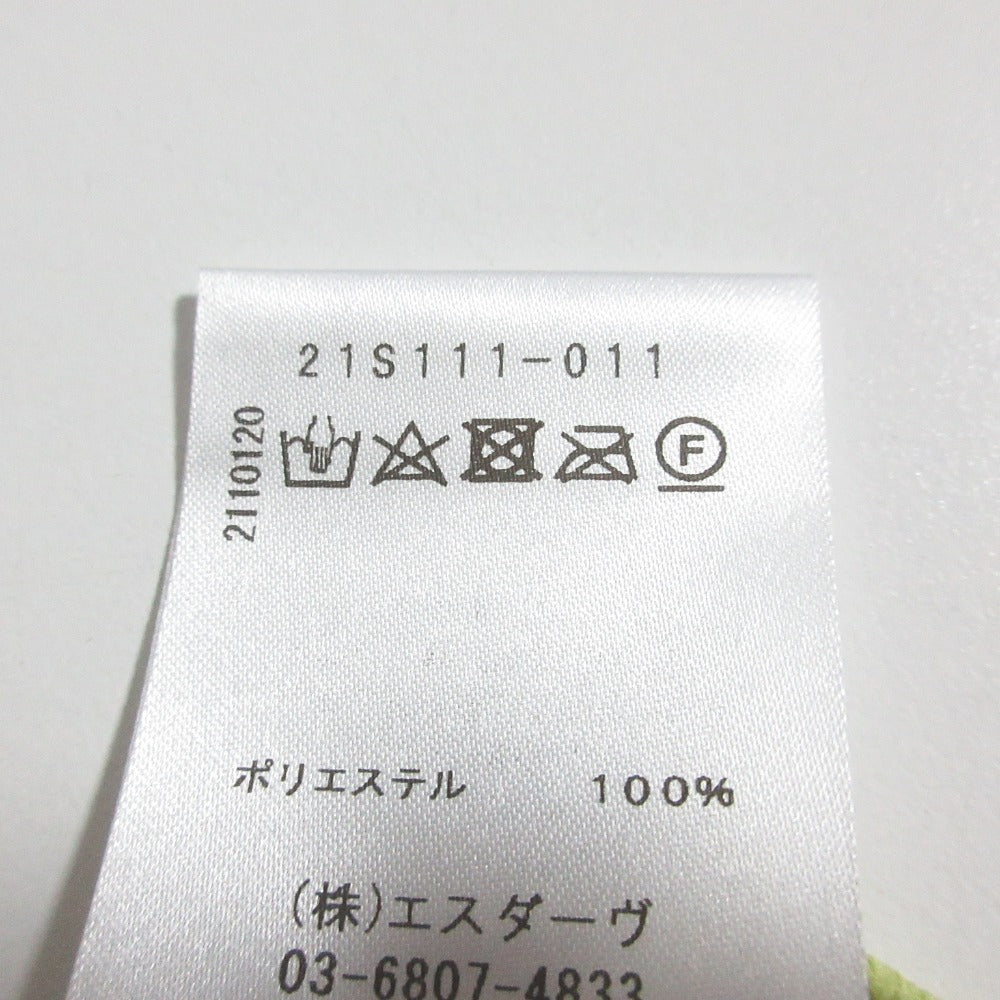 21S111-011
2110120
F
ポリエステル 100%
(株)エスダーヴ
03-6807-4833